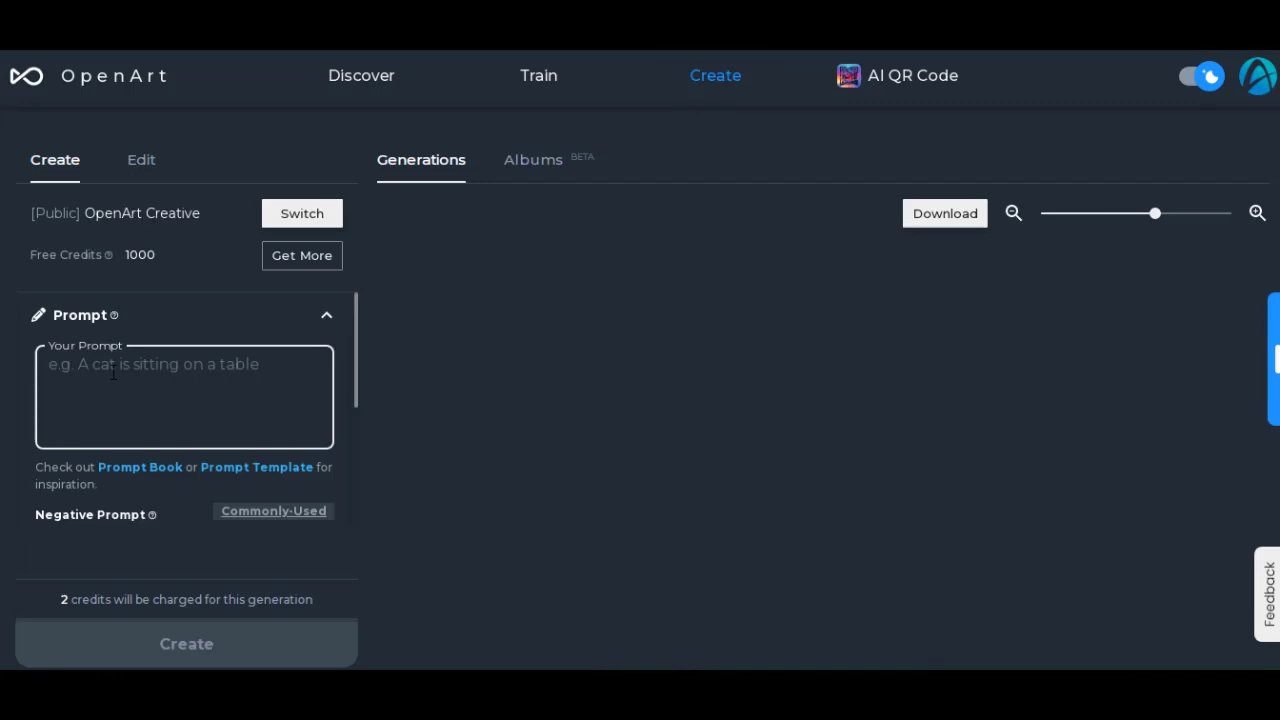 OpenArt
Discover
Train
Create
AI QR Code
Create
Edit
Generations
Albums BETA
[Public] OpenArt Creative
Switch
Download
Free Credits ? 1000
Get More
Prompt ?
Your Prompt
e.g. A cat is sitting on a table
Check out Prompt Book or Prompt Template for
inspiration.
Negative Prompt ?
Commonly-Used
2 credits will be charged for this generation
Create
Feedback